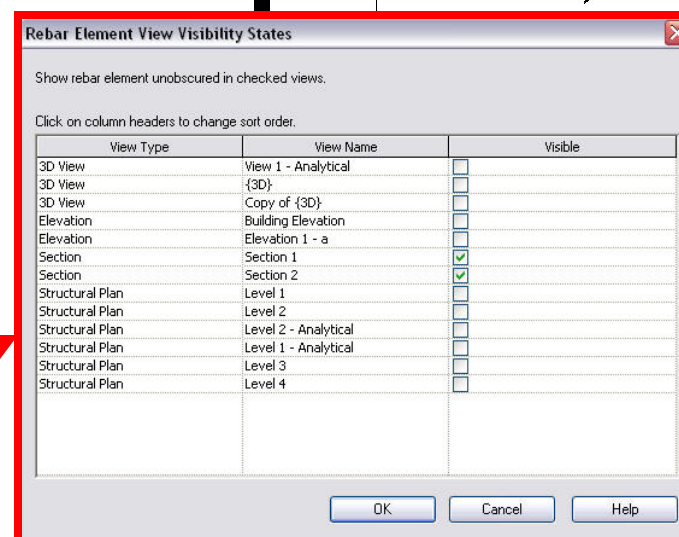 Rebar Element View Visibility States
Show rebar element unobscured in checked views.
Click on column headers to change sort order.
View Type View Name Visible
3D View View 1 - Analytical
3D View {3D}
3D View Copy of {3D}
Elevation Building Elevation
Elevation Elevation 1 - a
Section Section 1
Section Section 2
Structural Plan Level 1
Structural Plan Level 2
Structural Plan Level 2 - Analytical
Structural Plan Level 1 - Analytical
Structural Plan Level 3
Structural Plan Level 4
OK Cancel Help